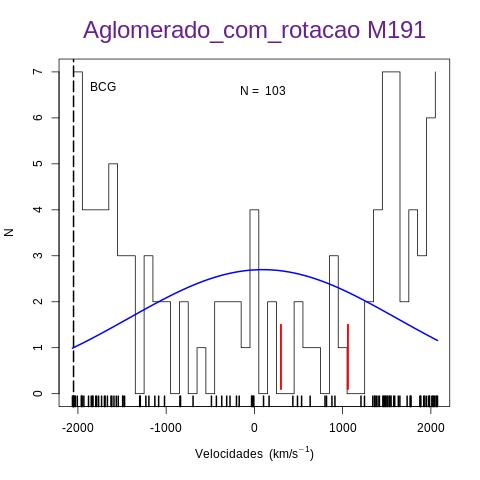 Aglomerado_com_rotacao M191
BCG
N = 103
7
6
5
4
3
2
1
0
N
-2000 -1000 0 1000 2000
Velocidades (km/s⁻¹)